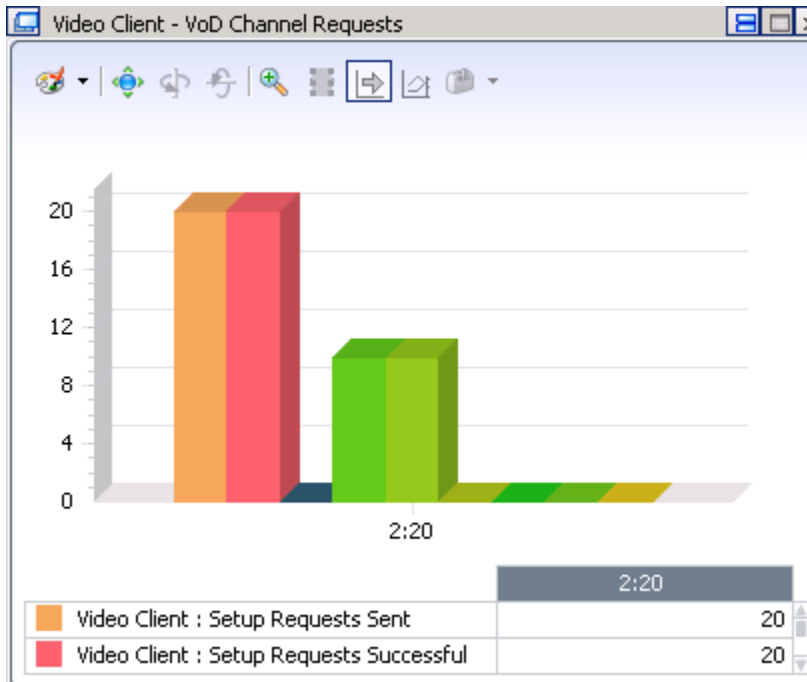 Video Client - VoD Channel Requests
20
16
12
8
4
0
2:20
2:20
Video Client : Setup Requests Sent 20
Video Client : Setup Requests Successful 20